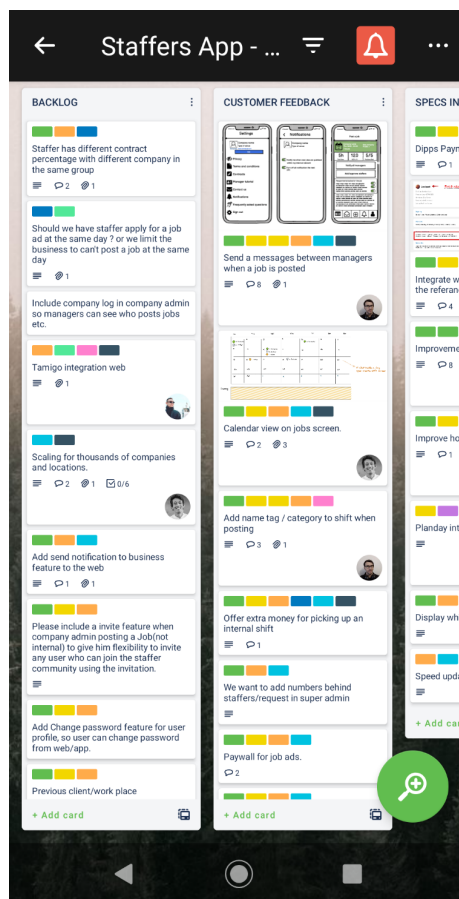 Staffers App - ...
BACKLOG
Staffer has different contract
percentage with different company in
the same group
2 1
Should we have staffer apply for a job
ad at the same day ? or we limit the
business to can't post a job at the same
day
1
Include company log in company admin
so managers can see who posts jobs
etc.
Tamigo integration web
1
Scaling for thousands of companies
and locations.
2 1 0/6
Add send notification to business
feature to the web
1 1
Please include a invite feature when
company admin posting a Job(not
internal) to give him flexibility to invite
any user who can join the staffer
community using the invitation.
Add Change password feature for user
profile, so user can change password
from web/app.
Previous client/work place
+ Add card
CUSTOMER FEEDBACK
Settings
Notifications
Send a messages between managers
when a job is posted
8 1
Calendar view on jobs screen.
2 3
Add name tag / category to shift when
posting
3 1
Offer extra money for picking up an
internal shift
1
We want to add numbers behind
staffers/request in super admin
Paywall for job ads.
2
+ Add card
SPECS IN
Dipps Payn
1
Integrate w
the referan
4
Improveme
8
Improve ho
1
Planday int
Display wh
Speed upda
+ Add car